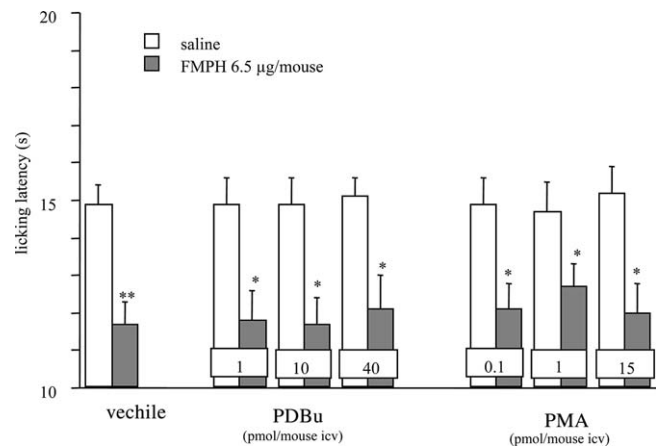 20
saline
FMPH 6.5 µg/mouse
licking latency (s)
15
** * * * * * *
10
1 10 40 0.1 1 15
vechile PDBu PMA
(pmol/mouse icv) (pmol/mouse icv)